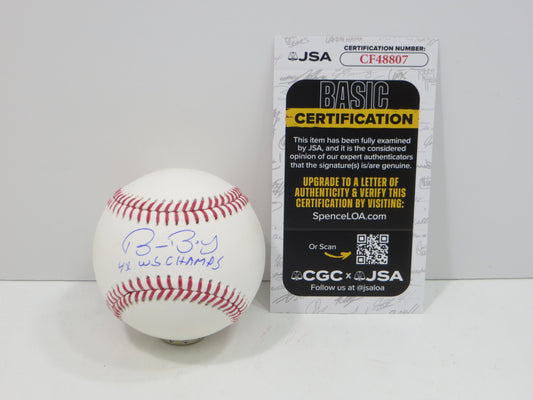 JSA
CERTIFICATION NUMBER:
CF48807
BASIC
CERTIFICATION
This item has been fully examined
by JSA, and it is the considered
opinion of our expert authenticators
that the signature(s) is/are genuine.
UPGRADE TO A LETTER OF
AUTHENTICITY & VERIFY THIS
CERTIFICATION BY VISITING:
SpenceLOA.com
Or Scan
CGC x JSA
Follow us at @jsaloa
4X WS CHAMPS